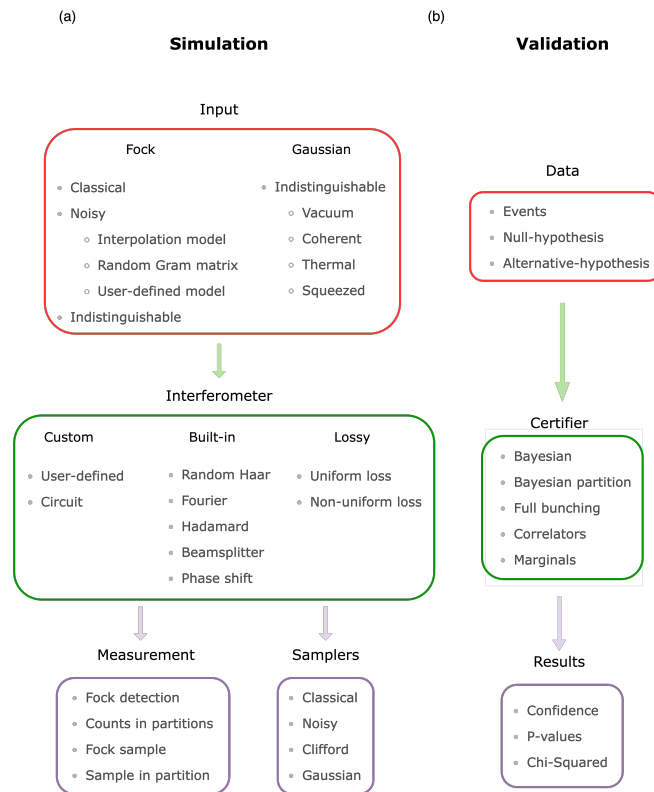 (a)
Simulation
Input
Fock
Classical
Noisy
Interpolation model
Random Gram matrix
User-defined model
Indistinguishable
Gaussian
Indistinguishable
Vacuum
Coherent
Thermal
Squeezed
Interferometer
Custom
User-defined
Circuit
Built-in
Random Haar
Fourier
Hadamard
Beamsplitter
Phase shift
Lossy
Uniform loss
Non-uniform loss
Measurement
Fock detection
Counts in partitions
Fock sample
Sample in partition
Samplers
Classical
Noisy
Clifford
Gaussian
(b)
Validation
Data
Events
Null-hypothesis
Alternative-hypothesis
Certifier
Bayesian
Bayesian partition
Full bunching
Correlators
Marginals
Results
Confidence
P-values
Chi-Squared